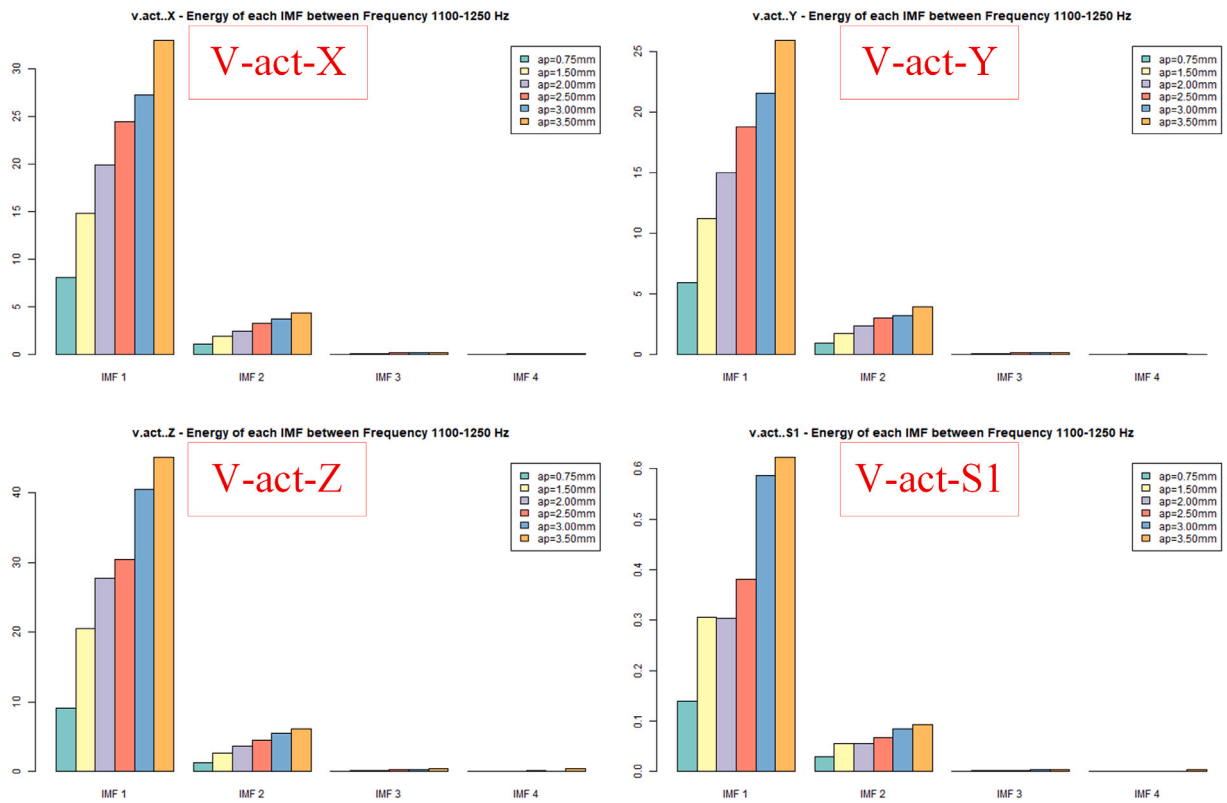 v.act..X - Energy of each IMF between Frequency 1100-1250 Hz
V-act-X
ap=0.75mm
ap=1.50mm
ap=2.00mm
ap=2.50mm
ap=3.00mm
ap=3.50mm
30
25
20
15
10
5
0
IMF 1
IMF 2
IMF 3
IMF 4
v.act..Y - Energy of each IMF between Frequency 1100-1250 Hz
V-act-Y
ap=0.75mm
ap=1.50mm
ap=2.00mm
ap=2.50mm
ap=3.00mm
ap=3.50mm
25
20
15
10
5
0
IMF 1
IMF 2
IMF 3
IMF 4
v.act..Z - Energy of each IMF between Frequency 1100-1250 Hz
V-act-Z
ap=0.75mm
ap=1.50mm
ap=2.00mm
ap=2.50mm
ap=3.00mm
ap=3.50mm
40
30
20
10
0
IMF 1
IMF 2
IMF 3
IMF 4
v.act..S1 - Energy of each IMF between Frequency 1100-1250 Hz
V-act-S1
ap=0.75mm
ap=1.50mm
ap=2.00mm
ap=2.50mm
ap=3.00mm
ap=3.50mm
0.6
0.5
0.4
0.3
0.2
0.1
0.0
IMF 1
IMF 2
IMF 3
IMF 4